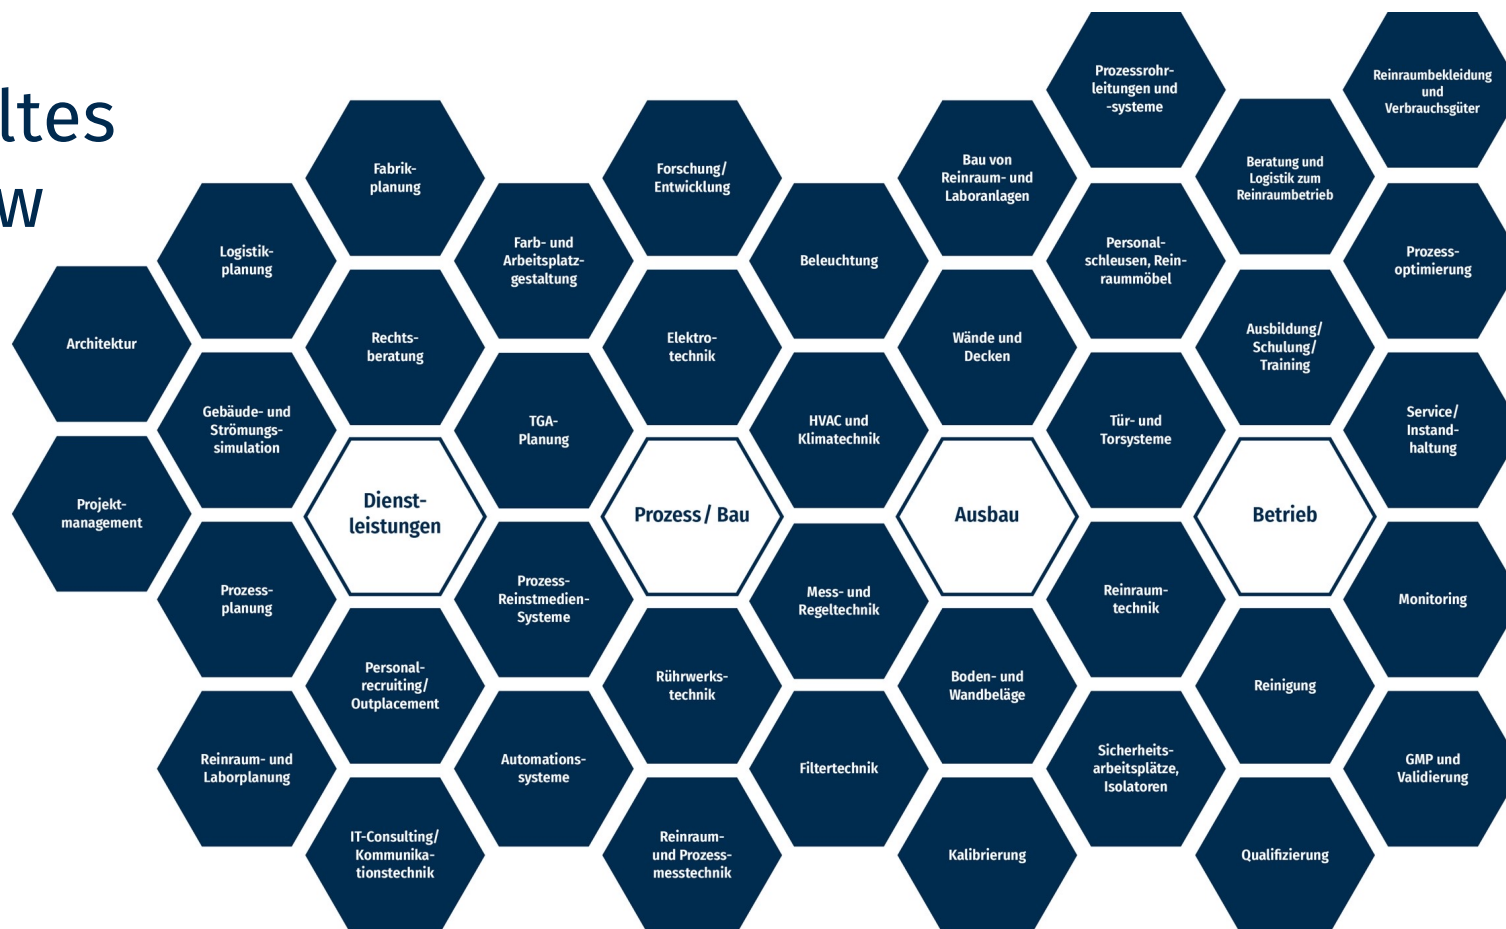 ltes
w
Architektur
Projekt-
management
Logistik-
planung
Gebäude- und
Strömungs-
simulation
Prozess-
planung
Reinraum- und
Laborplanung
Fabrik-
planung
Rechts-
beratung
Dienst-
leistungen
Personal-
recruiting/
Outplacement
IT-Consulting/
Kommunika-
tionstechnik
Farb- und
Arbeitsplatz-
gestaltung
TGA-
Planung
Prozess-
Reinstmedien-
Systeme
Automations-
systeme
Forschung/
Entwicklung
Elektro-
technik
Prozess / Bau
Rührwerks-
technik
Reinraum-
und Prozess-
messtechnik
Beleuchtung
HVAC und
Klimatechnik
Mess- und
Regeltechnik
Filtertechnik
Bau von
Reinraum- und
Laboranlagen
Wände und
Decken
Ausbau
Boden- und
Wandbeläge
Kalibrierung
Prozessrohr-
leitungen und
-systeme
Personal-
schleusen, Rein-
raummöbel
Tür- und
Torsysteme
Reinraum-
technik
Sicherheits-
arbeitsplätze,
Isolatoren
Beratung und
Logistik zum
Reinraumbetrieb
Ausbildung/
Schulung/
Training
Betrieb
Reinigung
Qualifizierung
Reinraumbekleidung
und
Verbrauchsgüter
Prozess-
optimierung
Service/
Instand-
haltung
Monitoring
GMP und
Validierung